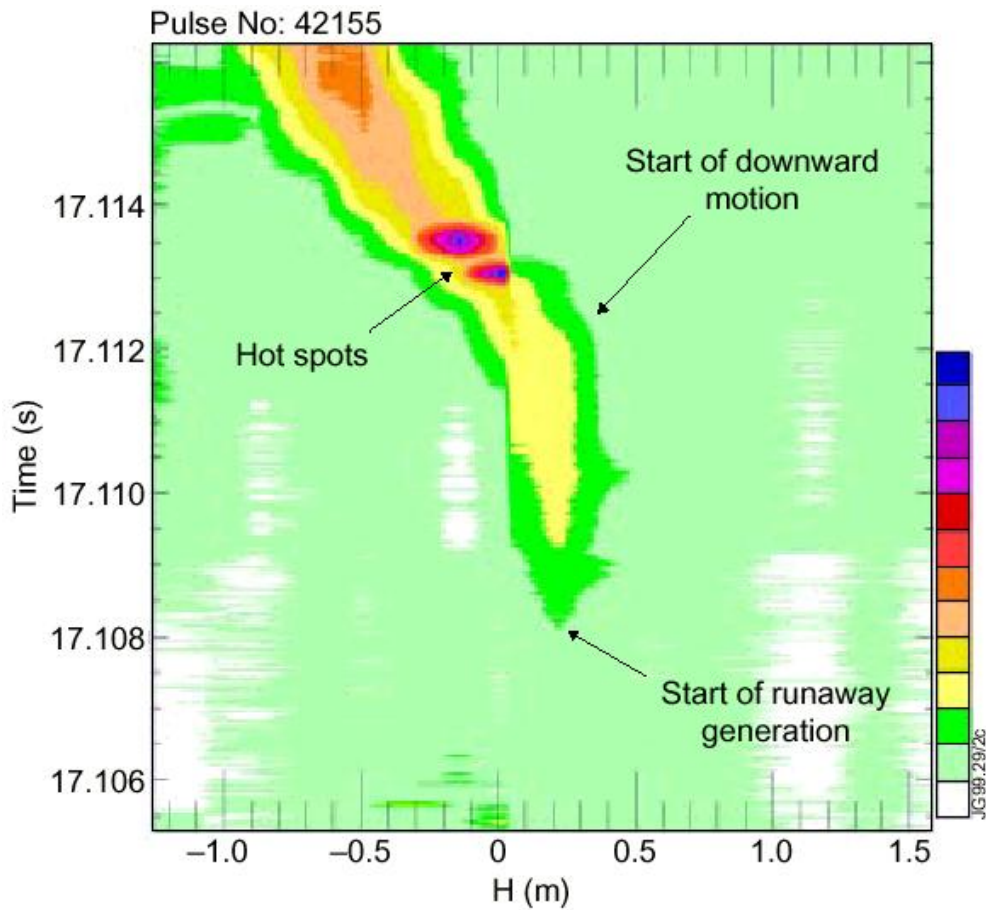 Pulse No: 42155
Start of downward
motion
17.114
Hot spots
17.112
Time (s)
17.110
17.108
Start of runaway
generation
17.106
JG99.29/2c
–1.0
–0.5
0
0.5
1.0
1.5
H (m)